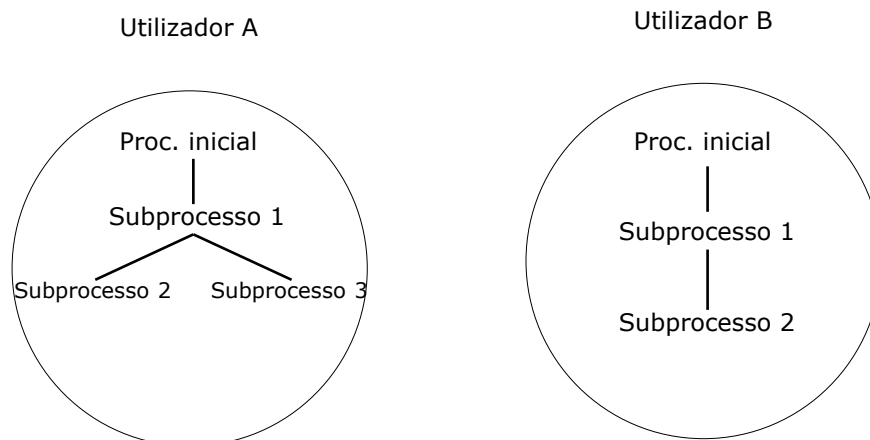 Utilizador A
Proc. inicial
Subprocesso 1
Subprocesso 2
Subprocesso 3
Utilizador B
Proc. inicial
Subprocesso 1
Subprocesso 2